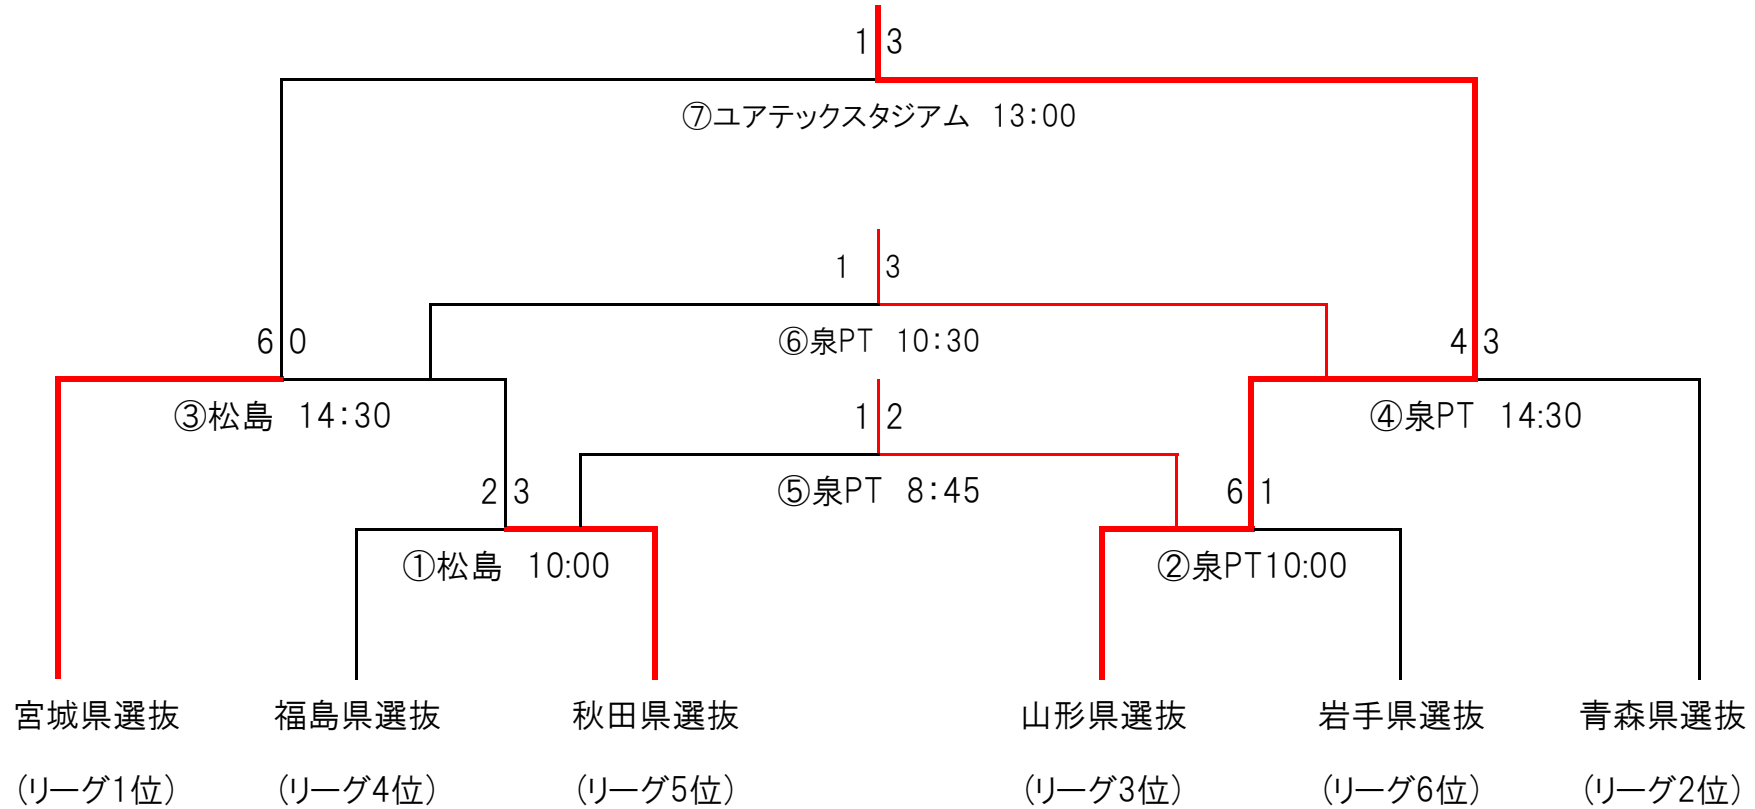 1 3
⑦ユアテックスタジアム 13:00
1 3
⑥泉PT 10:30
6 0
4 3
③松島 14:30
1 2
④泉PT 14:30
2 3
⑤泉PT 8:45
6 1
①松島 10:00
②泉PT10:00
宮城県選抜 福島県選抜 秋田県選抜 山形県選抜 岩手県選抜 青森県選抜
(リーグ1位) (リーグ4位) (リーグ5位) (リーグ3位) (リーグ6位) (リーグ2位)